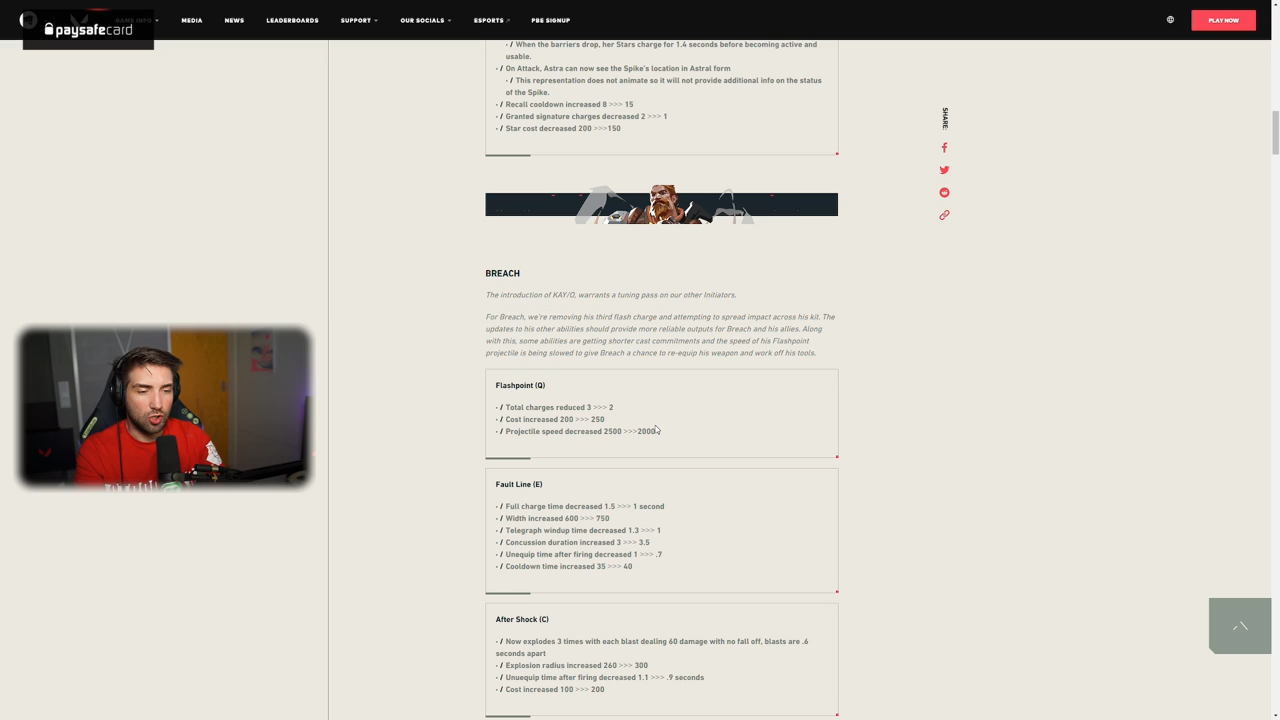 paysafecard
GAME INFO
MEDIA
NEWS
LEADERBOARDS
SUPPORT
OUR SOCIALS
ESPORTS
PBE SIGNUP
PLAY NOW
/ When the barriers drop, her Stars charge for 1.4 seconds before becoming active and
usable.
/ On Attack, Astra can now see the Spike's location in Astral form
/ This representation does not animate so it will not provide additional info on the status
of the Spike.
/ Recall cooldown increased 8 >>> 15
/ Granted signature charges decreased 2 >>> 1
/ Star cost decreased 200 >>>150
SHARE:
BREACH
The introduction of KAY/O, warrants a tuning pass on our other Initiators.
For Breach, we're removing his third flash charge and attempting to spread impact across his kit. The
updates to his other abilities should provide more reliable outputs for Breach and his allies. Along
with this, some abilities are getting shorter cast commitments and the speed of his Flashpoint
projectile is being slowed to give Breach a chance to re-equip his weapon and work off his tools.
Flashpoint (Q)
/ Total charges reduced 3 >>> 2
/ Cost increased 200 >>> 250
/ Projectile speed decreased 2500 >>>2000
Fault Line (E)
/ Full charge time decreased 1.5 >>> 1 second
/ Width increased 600 >>> 750
/ Telegraph windup time decreased 1.3 >>> 1
/ Concussion duration increased 3 >>> 3.5
/ Unequip time after firing decreased 1 >>> .7
/ Cooldown time increased 35 >>> 40
After Shock (C)
/ Now explodes 3 times with each blast dealing 60 damage with no fall off, blasts are .6
seconds apart
/ Explosion radius increased 260 >>> 300
/ Unuequip time after firing decreased 1.1 >>> .9 seconds
/ Cost increased 100 >>> 200